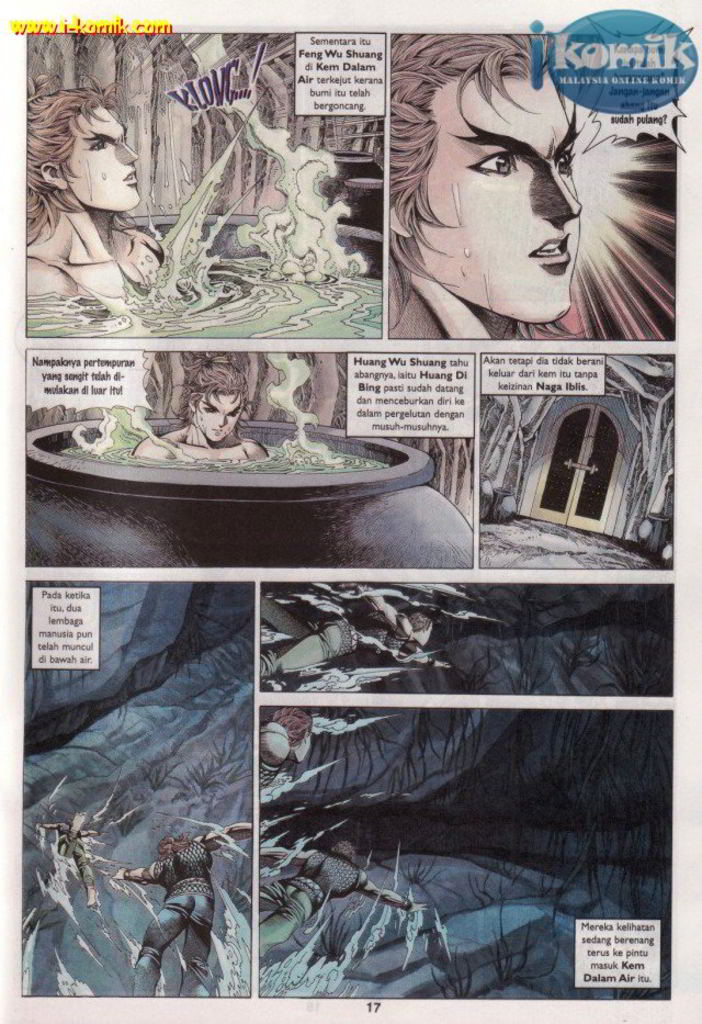 www.i-komik.com
KLONG....!
Sementara itu
Feng Wu Shuang
di Kem Dalam
Air terkejut kerana
bumi itu telah
bergoncang.
ikomik
MALAYSIA ONLINE KOMIK
Jangan-jangan
abang itu
sudah pulang?
Nampaknya pertempuran
yang sengit telah di-
mulakan di luar itu!
Huang Wu Shuang tahu
abangnya, iaitu Huang Di
Bing pasti sudah datang
dan menceburkan diri ke
dalam pergelutan dengan
musuh-musuhnya.
Akan tetapi dia tidak berani
keluar dari kem itu tanpa
keizinan Naga Iblis.
Pada ketika
itu, dua
lembaga
manusia pun
telah muncul
di bawah air.
Mereka kelihatan
sedang berenang
terus ke pintu
masuk Kem
Dalam Air itu.
17